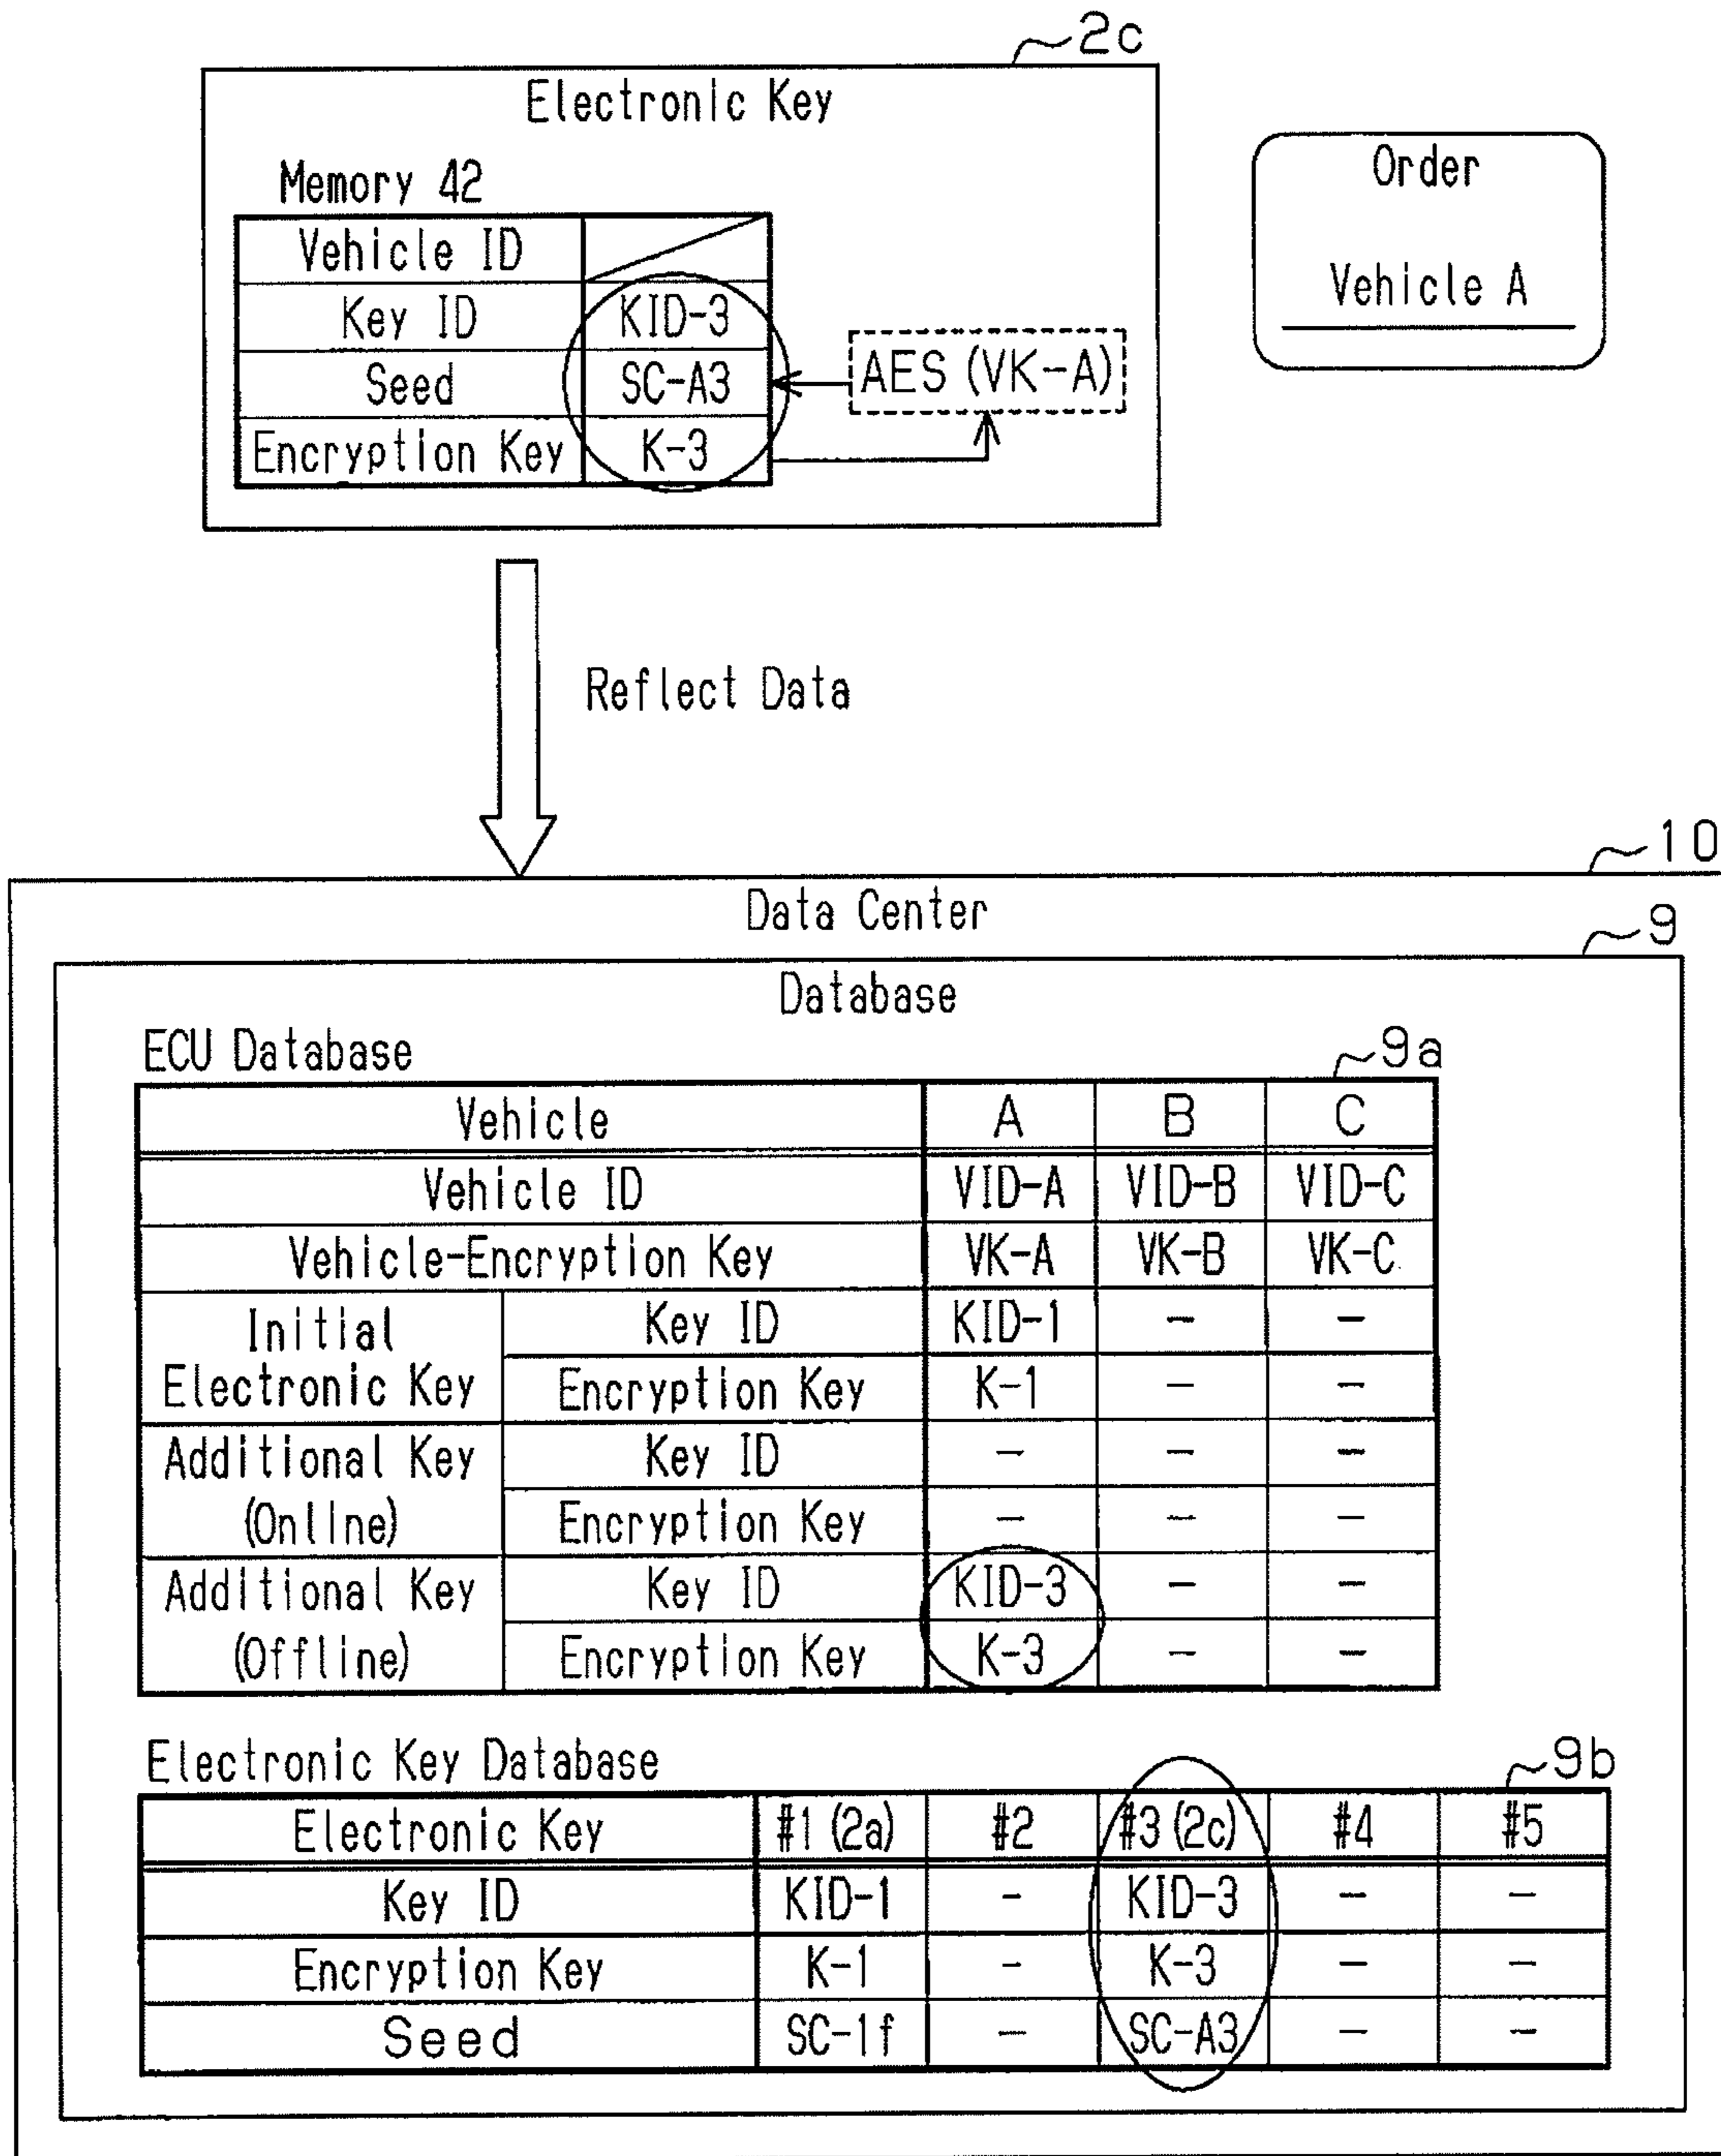 2c
Electronic Key
Memory 42
Vehicle ID
Key ID KID-3
Seed SC-A3
Encryption Key K-3
AES (VK-A)
Order
Vehicle A
Reflect Data
10
Data Center
9
Database
ECU Database
9a
Vehicle A B C
Vehicle ID VID-A VID-B VID-C
Vehicle-Encryption Key VK-A VK-B VK-C
Initial Electronic Key Key ID KID-1 - -
Encryption Key K-1 - -
Additional Key (Online) Key ID - - -
Encryption Key - - -
Additional Key (Offline) Key ID KID-3 - -
Encryption Key K-3 - -
Electronic Key Database
9b
Electronic Key #1 (2a) #2 #3 (2c) #4 #5
Key ID KID-1 - KID-3 - -
Encryption Key K-1 - K-3 - -
Seed SC-1f - SC-A3 - -